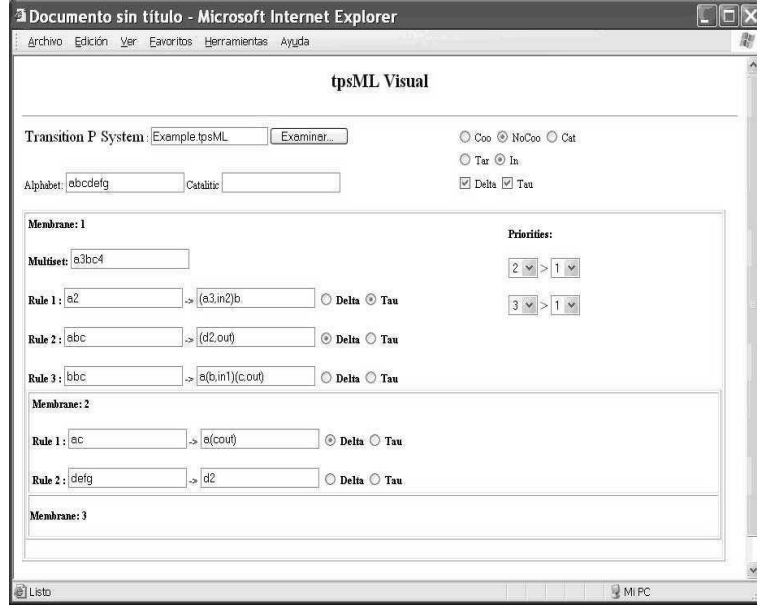 Documento sin título - Microsoft Internet Explorer
Archivo Edición Ver Favoritos Herramientas Ayuda
tpsML Visual
Transition P System: Example.tpsML Examinar... Coo NoCoo Cat
Tar In
Alphabet: abcdefg Catalitic Delta Tau
Membrane: 1
Priorities:
Multiset: a3bc4
2 > 1
Rule 1 : a2 -> (a3,in2)b Delta Tau
3 > 1
Rule 2 : abc -> (d2,out) Delta Tau
Rule 3 : bbc -> a(b,in1)(c,out) Delta Tau
Membrane: 2
Rule 1 : ac -> a(cout) Delta Tau
Rule 2 : defg -> d2 Delta Tau
Membrane: 3
Listo Mi PC